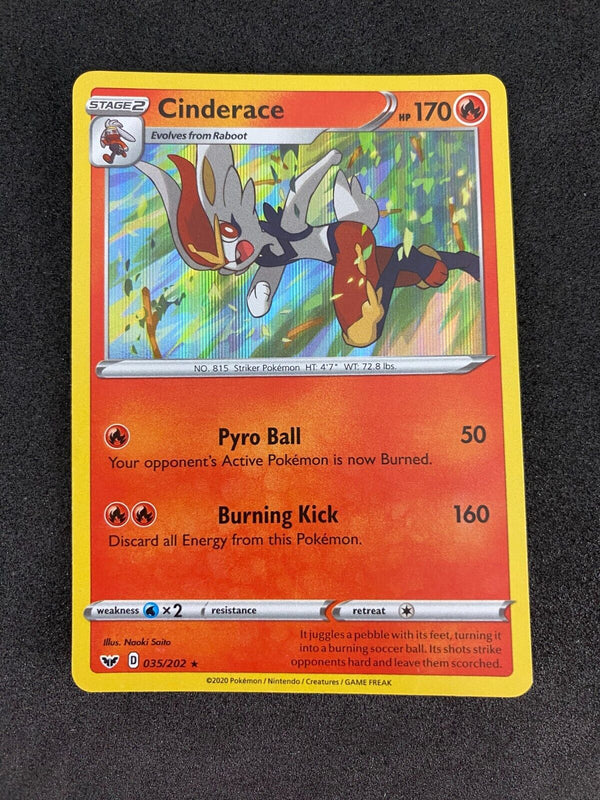 STAGE2 Cinderace HP 170
Evolves from Raboot
NO. 815 Striker Pokémon HT: 4'7" WT: 72.8 lbs.
Pyro Ball 50
Your opponent's Active Pokémon is now Burned.
Burning Kick 160
Discard all Energy from this Pokémon.
weakness ×2 resistance retreat
Illus. Naoki Saito
It juggles a pebble with its feet, turning it
into a burning soccer ball. Its shots strike
opponents hard and leave them scorched.
D 035/202 ★
©2020 Pokémon / Nintendo / Creatures / GAME FREAK